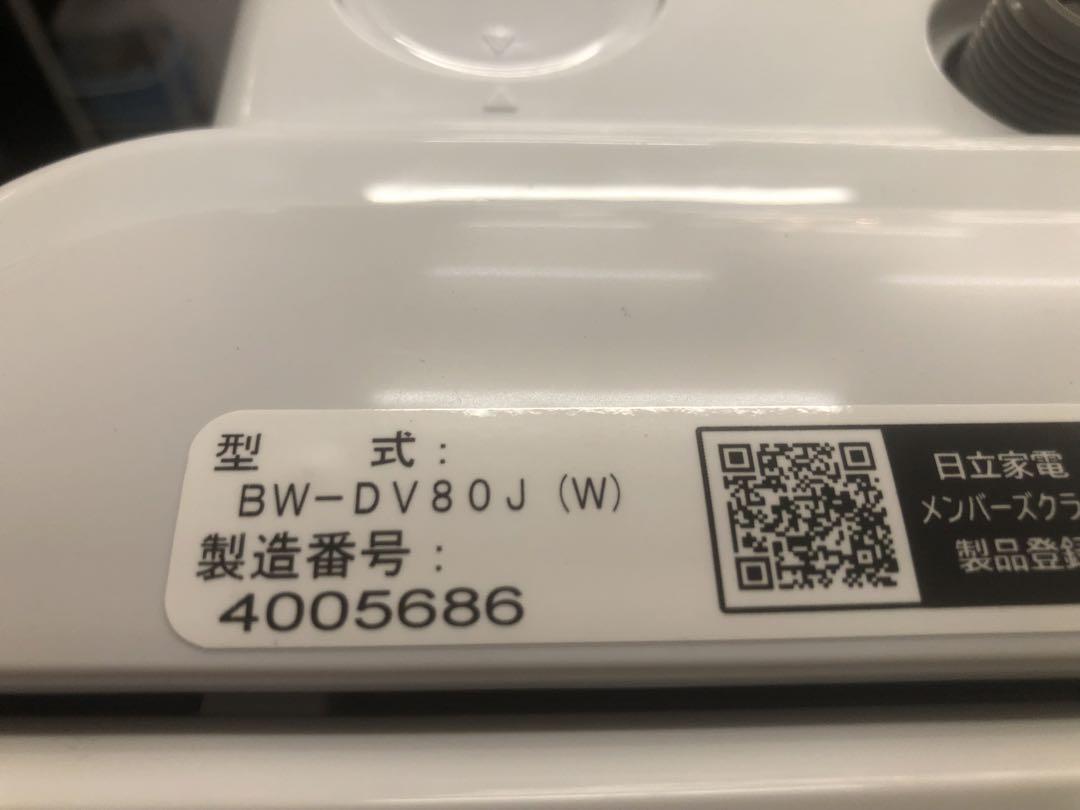 型 式:
BW-DV80J (W)
製造番号:
4005686
日立家電
メンバーズクラ
製品登録